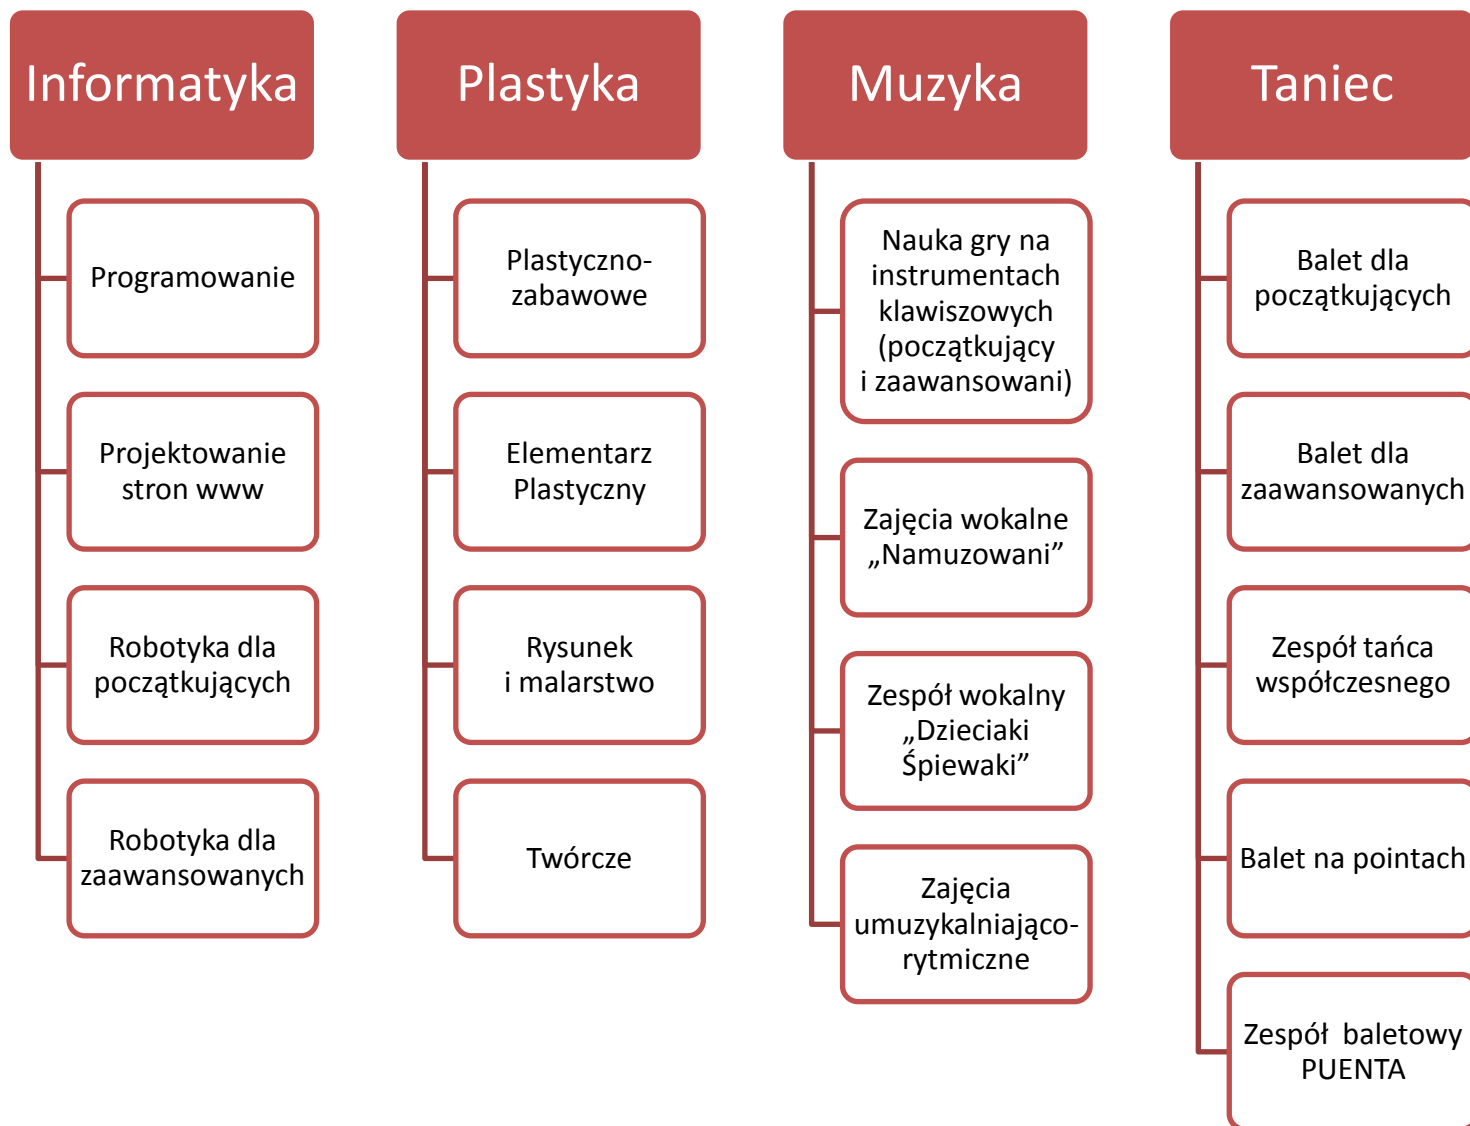 Informatyka
Programowanie
Projektowanie
stron www
Robotyka dla
początkujących
Robotyka dla
zaawansowanych
Plastyka
Plastyczno-
zabawowe
Elementarz
Plastyczny
Rysunek
i malarstwo
Twórcze
Muzyka
Nauka gry na
instrumentach
klawiszowych
(początkujący
i zaawansowani)
Zajęcia wokalne
„Namuzowani”
Zespół wokalny
„Dzieciaki
Śpiewaki”
Zajęcia
umuzykalniająco-
rytmiczne
Taniec
Balet dla
początkujących
Balet dla
zaawansowanych
Zespół tańca
współczesnego
Balet na pointach
Zespół  baletowy
PUENTA